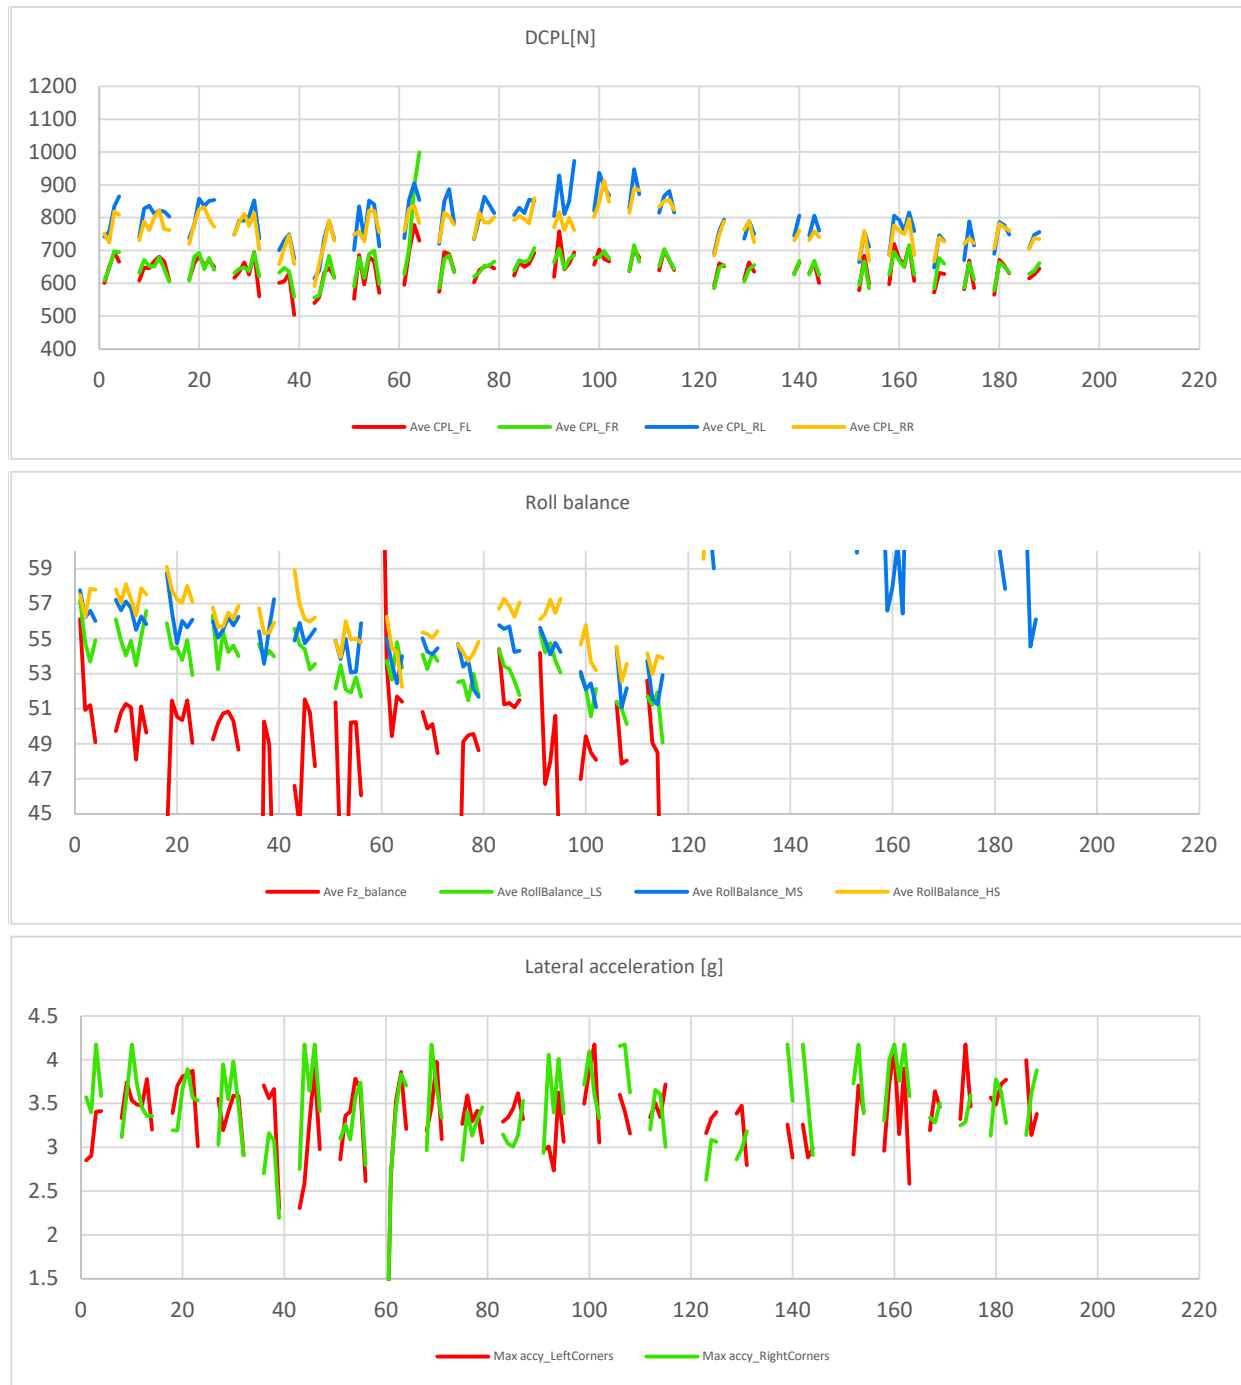 DCPL[N]
1200
1100
1000
900
800
700
600
500
400
0 20 40 60 80 100 120 140 160 180 200 220
Ave CPL_FL Ave CPL_FR Ave CPL_RL Ave CPL_RR
Roll balance
59
57
55
53
51
49
47
45
0 20 40 60 80 100 120 140 160 180 200 220
Ave Fz_balance Ave RollBalance_LS Ave RollBalance_MS Ave RollBalance_HS
Lateral acceleration [g]
4.5
4
3.5
3
2.5
2
1.5
0 20 40 60 80 100 120 140 160 180 200 220
Max accy_LeftCorners Max accy_RightCorners